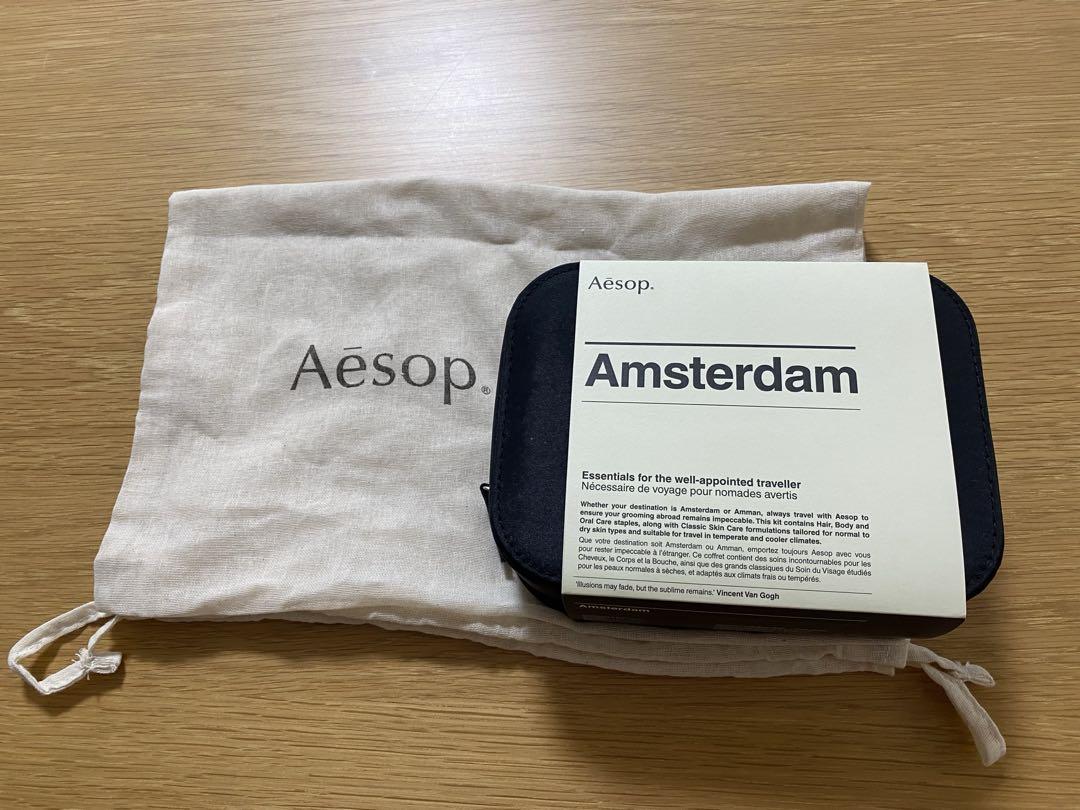 Aēsop.®
Aēsop.
Amsterdam
Essentials for the well-appointed traveller
Nécessaire de voyage pour nomades avertis
Whether your destination is Amsterdam or Amman, always travel with Aesop to
ensure your grooming abroad remains impeccable. This kit contains Hair, Body and
Oral Care staples, along with Classic Skin Care formulations tailored for normal to
dry skin types and suitable for travel in temperate and cooler climates.
Que votre destination soit Amsterdam ou Amman, emportez toujours Aesop avec vous
pour rester impeccable à l'étranger. Ce coffret contient des soins incontournables pour les
Cheveux, le Corps et la Bouche, ainsi que des grands classiques du Soin du Visage étudiés
pour les peaux normales à sèches, et adaptés aux climats frais ou tempérés.
'Illusions may fade, but the sublime remains.' Vincent Van Gogh
Amsterdam